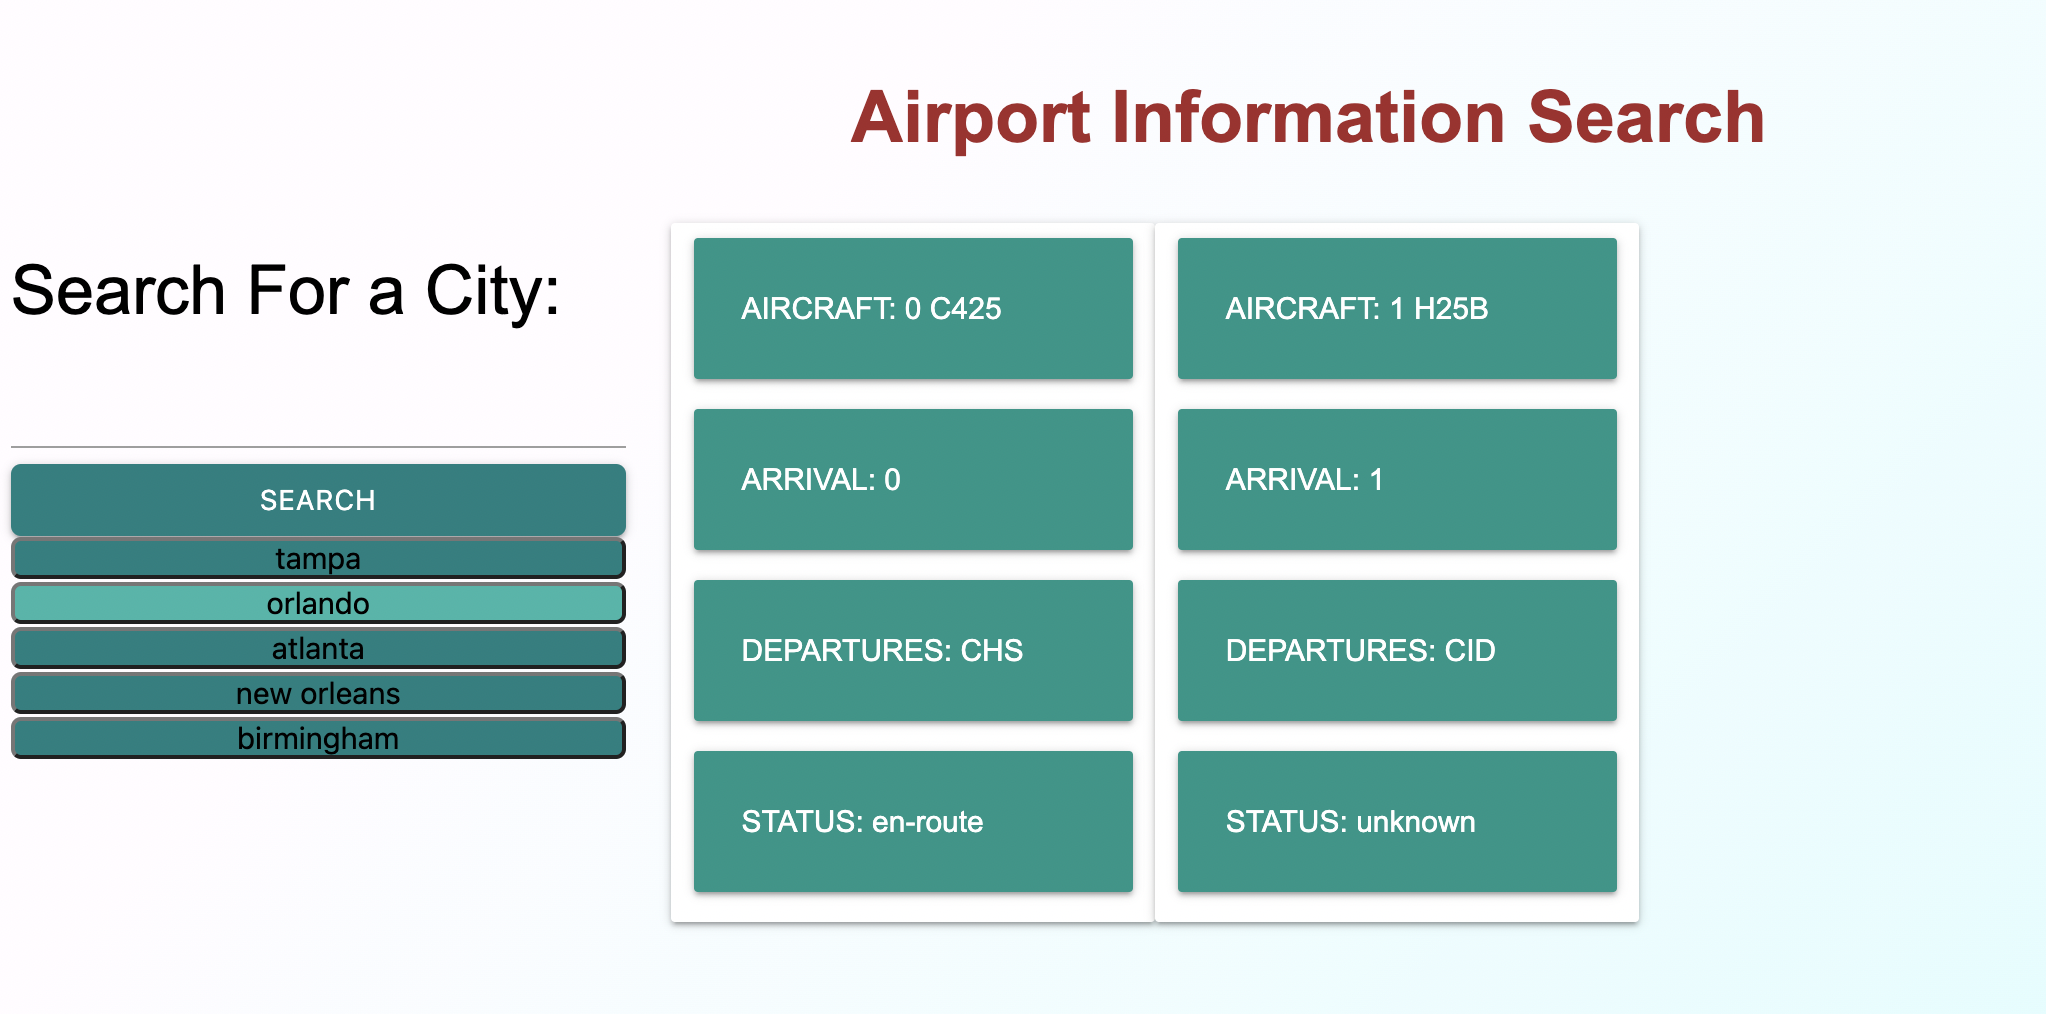 Airport Information Search
Search For a City:
SEARCH
tampa
orlando
atlanta
new orleans
birmingham
AIRCRAFT: 0 C425
ARRIVAL: 0
DEPARTURES: CHS
STATUS: en-route
AIRCRAFT: 1 H25B
ARRIVAL: 1
DEPARTURES: CID
STATUS: unknown